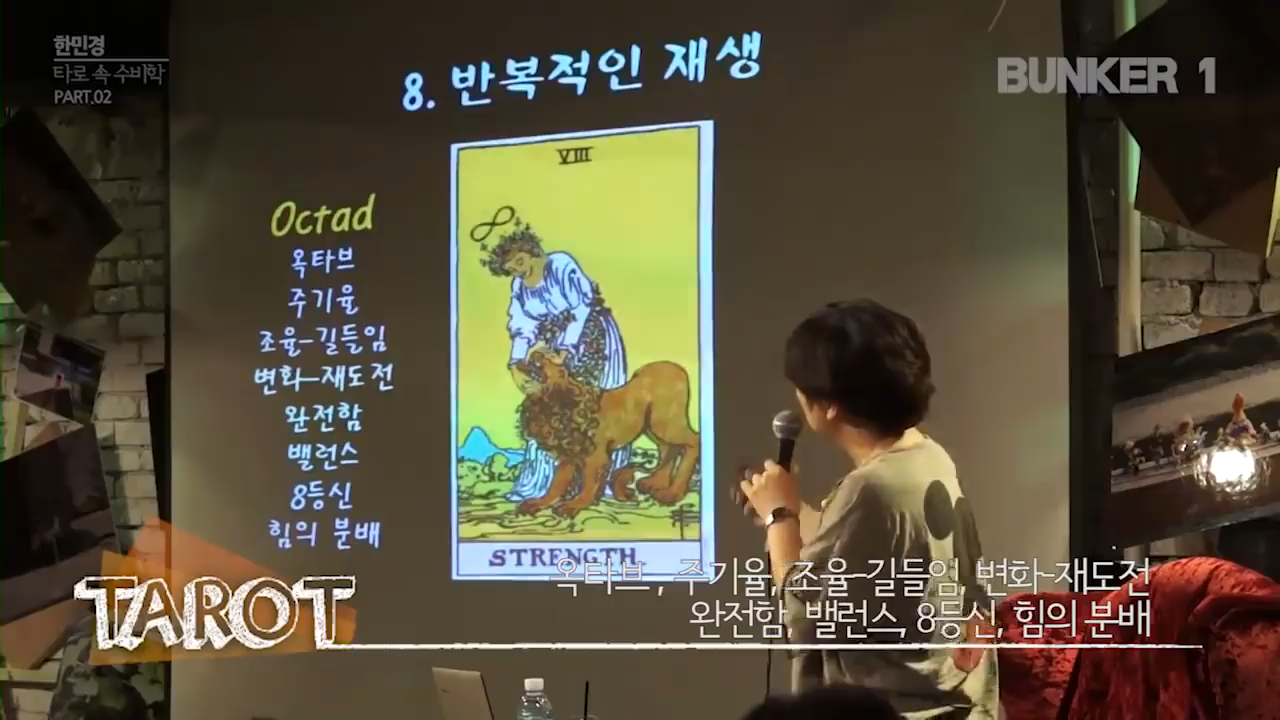 한민경
타로 속 수비학
PART.02
BUNKER 1
8. 반복적인 재생
VIII
Octad
옥타브
주기율
조율-길들임
변화-재도전
완전함
밸런스
8등신
힘의 분배
STRENGTH.
TAROT
옥타브, 주기율, 조율-길들임, 변화-재도전
완전함, 밸런스, 8등신, 힘의 분배